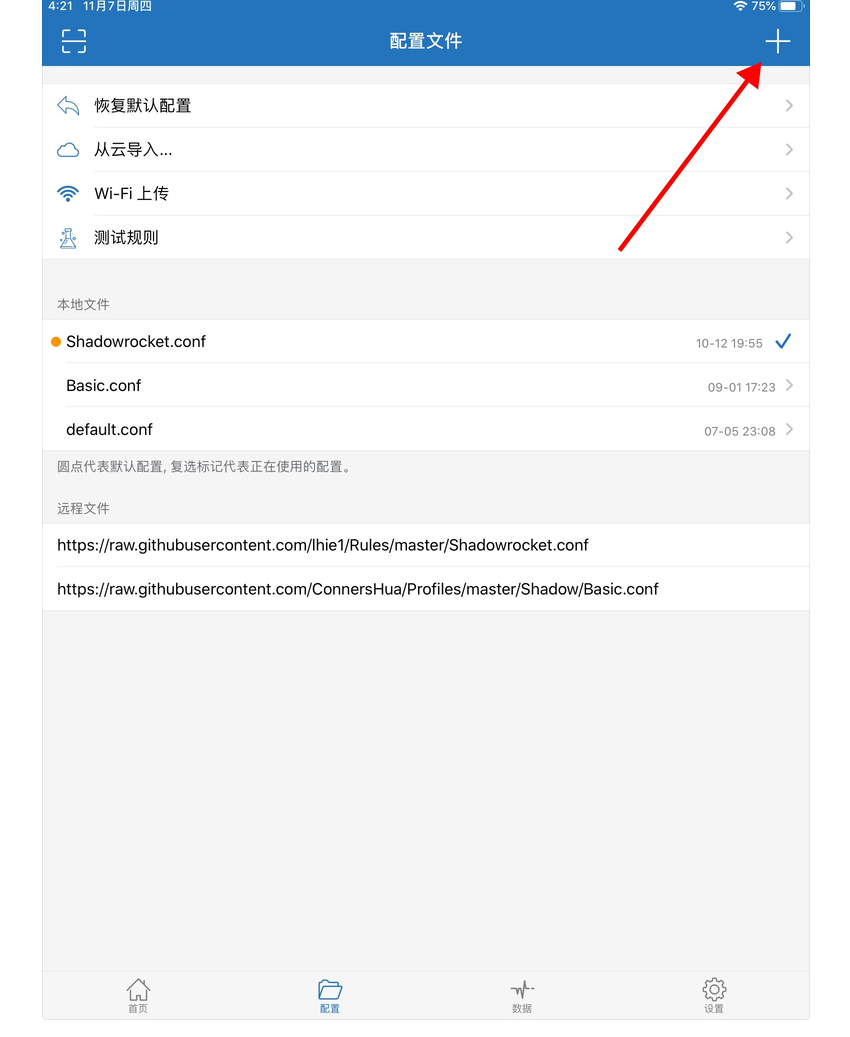 4:21 11月7日周四 75%
配置文件
恢复默认配置
从云导入...
Wi-Fi 上传
测试规则
本地文件
Shadowrocket.conf 10-12 19:55
Basic.conf 09-01 17:23
default.conf 07-05 23:08
圆点代表默认配置, 复选标记代表正在使用的配置。
远程文件
https://raw.githubusercontent.com/lhie1/Rules/master/Shadowrocket.conf
https://raw.githubusercontent.com/ConnersHua/Profiles/master/Shadow/Basic.conf
首页 配置 数据 设置